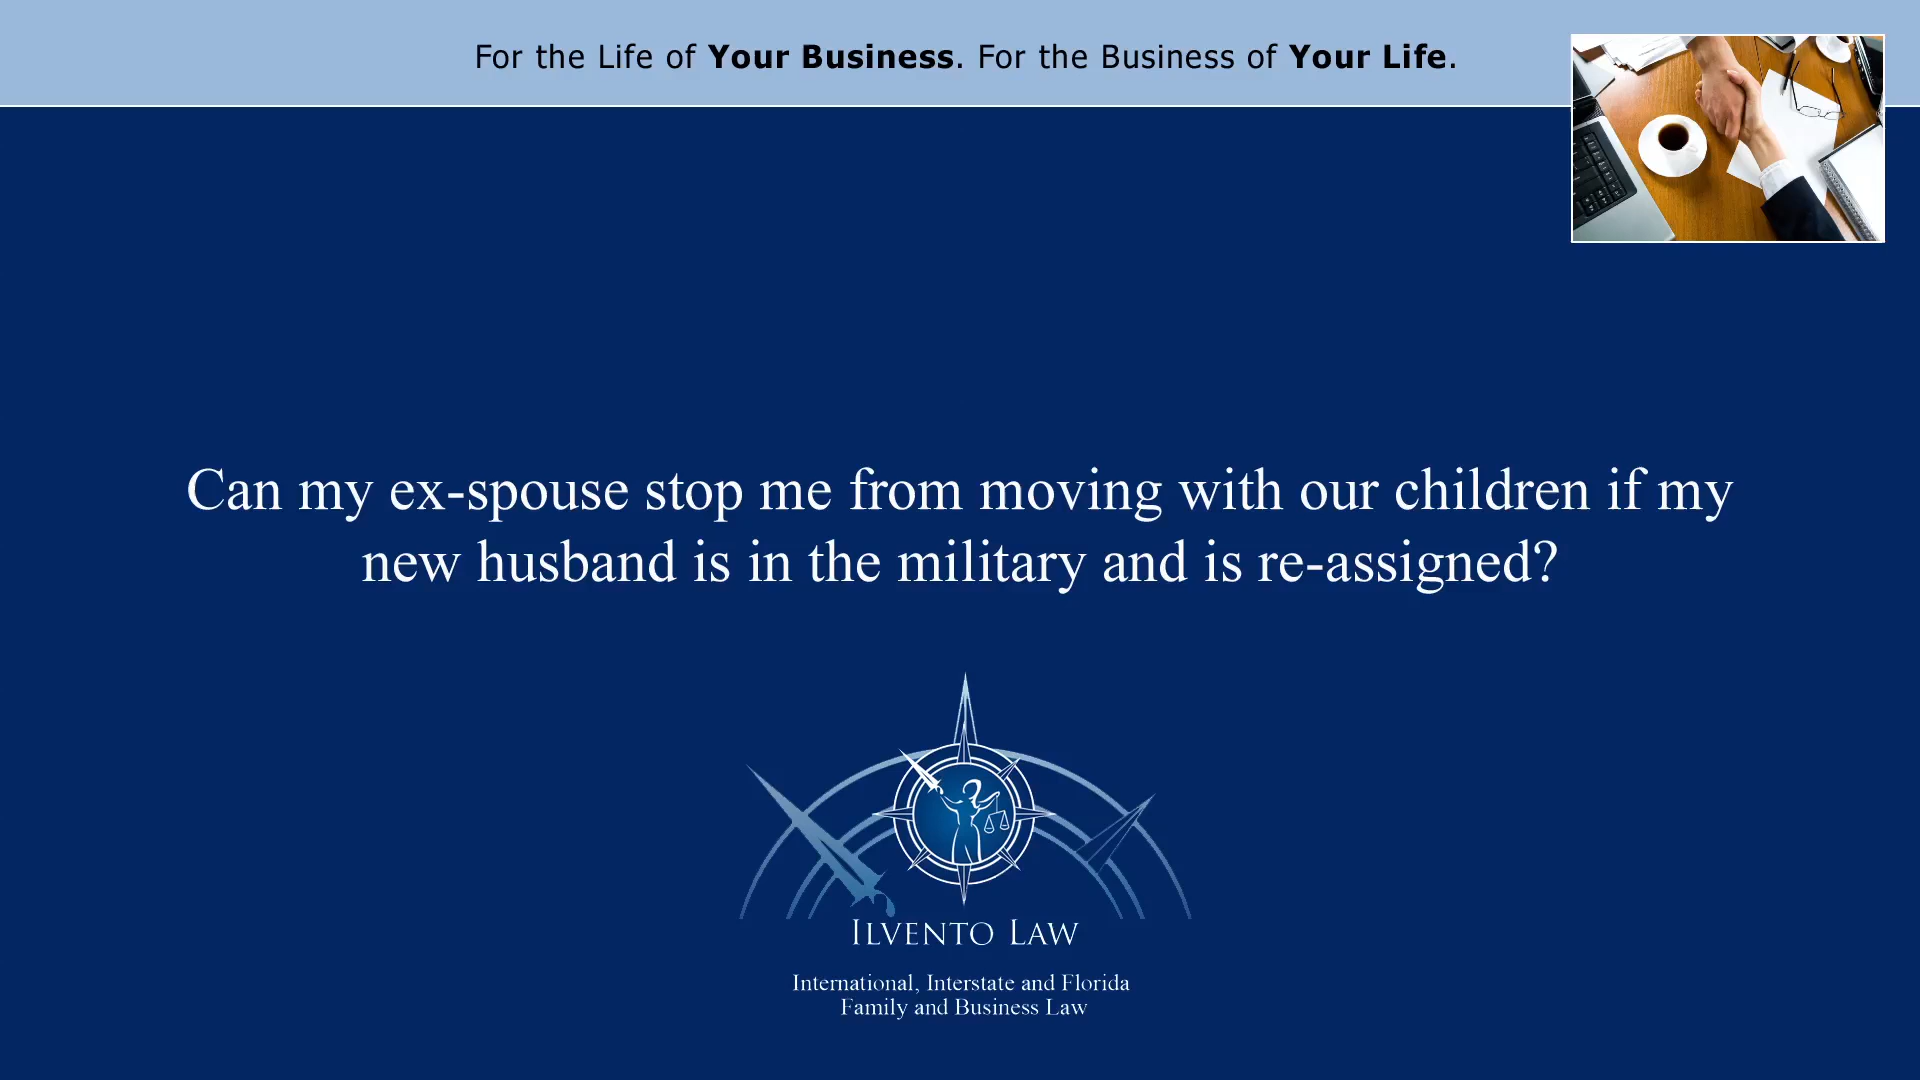 For the Life of Your Business. For the Business of Your Life.
Can my ex-spouse stop me from moving with our children if my
new husband is in the military and is re-assigned?
ILVENTO LAW
International, Interstate and Florida
Family and Business Law